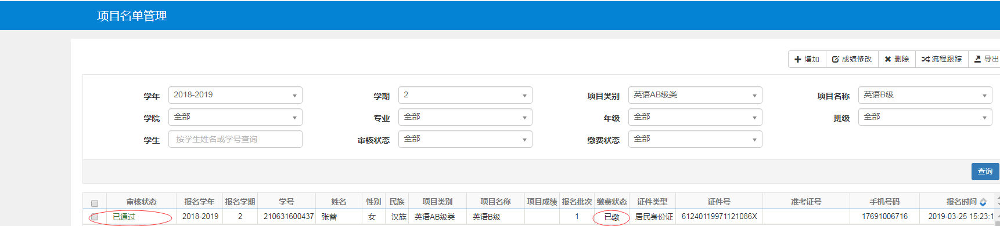 项目名单管理
增加 成绩修改 删除 流程跟踪 导出
学年 2018-2019 学期 2 项目类别 英语AB级类 项目名称 英语B级
学院 全部 专业 全部 年级 全部 班级 全部
学生 按学生姓名或学号查询 审核状态 全部 缴费状态 全部
查询
审核状态 报名学年 报名学期 学号 姓名 性别 民族 项目类别 项目名称 项目成绩 报名批次 缴费状态 证件类型 证件号 准考证号 手机号码 报名时间
已通过 2018-2019 2 210631600437 张蕾 女 汉族 英语AB级类 英语B级 1 已缴 居民身份证 61240119971121086X 17691006716 2019-03-25 15:23:1